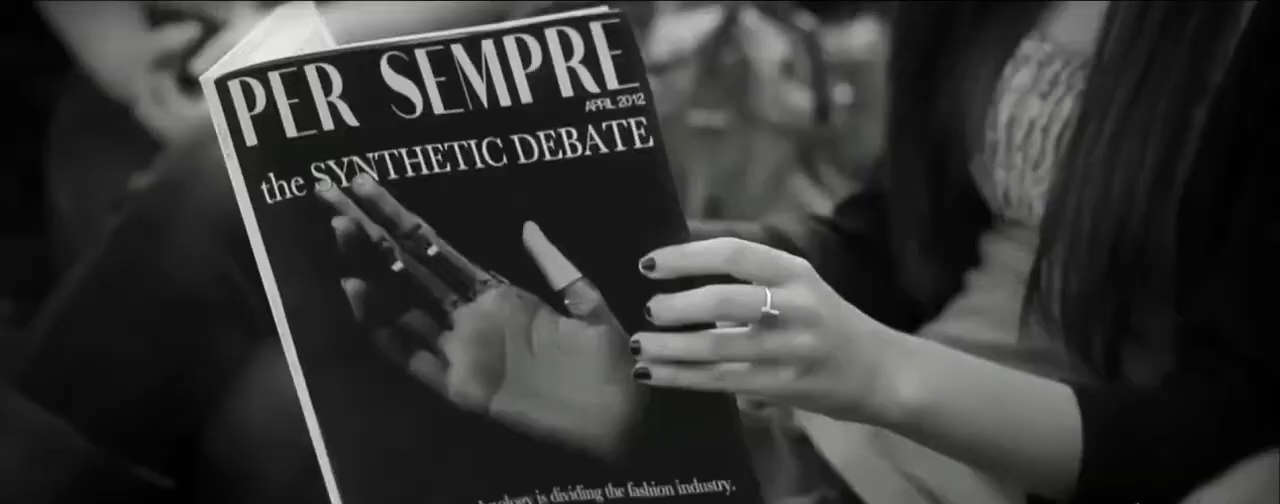 PER SEMPRE
APRIL 2012
the SYNTHETIC DEBATE
is dividing the fashion industry.